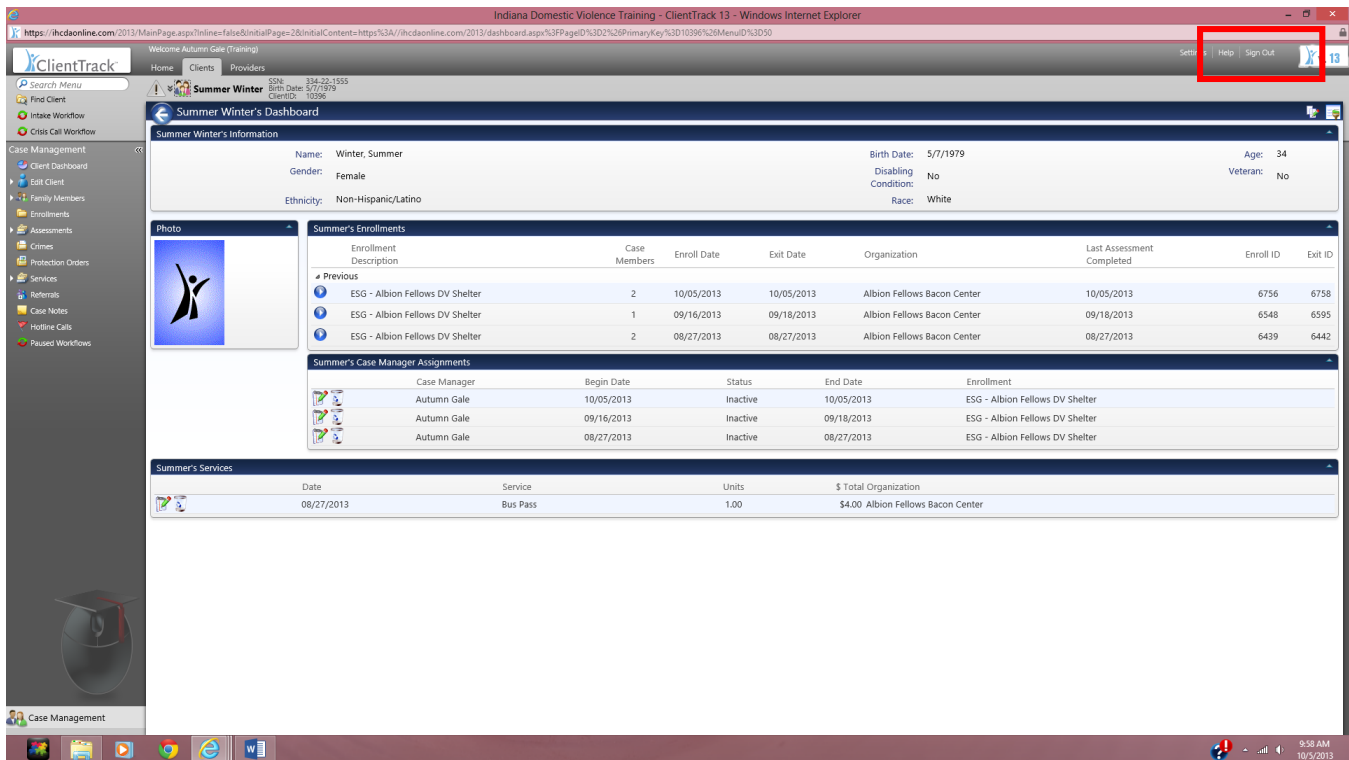 Indiana Domestic Violence Training - ClientTrack 13 - Windows Internet Explorer
https://ihcdaonline.com/2013/MainPage.aspx?Inline=false&InitialPage=2&InitialContent=https%3A//ihcdaonline.com/2013/dashboard.aspx%3FPageID%3D2%26PrimaryKey%3D10396%26MenuID%3D50
ClientTrack
Welcome Autumn Gale (Training)
Settings | Help | Sign Out
13
Home Clients Providers
Search Menu
Find Client
Intake Workflow
Crisis Call Workflow
Summer Winter
SSN: 334-22-1555
Birth Date: 5/7/1979
ClientID: 10396
Case Management
Client Dashboard
Edit Client
Family Members
Enrollments
Assessments
Crimes
Protection Orders
Services
Referrals
Case Notes
Hotline Calls
Paused Workflows
Summer Winter's Dashboard
Summer Winter's Information
Name: Winter, Summer Birth Date: 5/7/1979 Age: 34
Gender: Female Disabling Condition: No Veteran: No
Ethnicity: Non-Hispanic/Latino Race: White
Photo
Summer's Enrollments
Enrollment Description Case Members Enroll Date Exit Date Organization Last Assessment Completed Enroll ID Exit ID
Previous
ESG - Albion Fellows DV Shelter 2 10/05/2013 10/05/2013 Albion Fellows Bacon Center 10/05/2013 6756 6758
ESG - Albion Fellows DV Shelter 1 09/16/2013 09/18/2013 Albion Fellows Bacon Center 09/18/2013 6548 6595
ESG - Albion Fellows DV Shelter 2 08/27/2013 08/27/2013 Albion Fellows Bacon Center 08/27/2013 6439 6442
Summer's Case Manager Assignments
Case Manager Begin Date Status End Date Enrollment
Autumn Gale 10/05/2013 Inactive 10/05/2013 ESG - Albion Fellows DV Shelter
Autumn Gale 09/16/2013 Inactive 09/18/2013 ESG - Albion Fellows DV Shelter
Autumn Gale 08/27/2013 Inactive 08/27/2013 ESG - Albion Fellows DV Shelter
Summer's Services
Date Service Units $ Total Organization
08/27/2013 Bus Pass 1.00 $4.00 Albion Fellows Bacon Center
Case Management
9:58 AM
10/5/2013